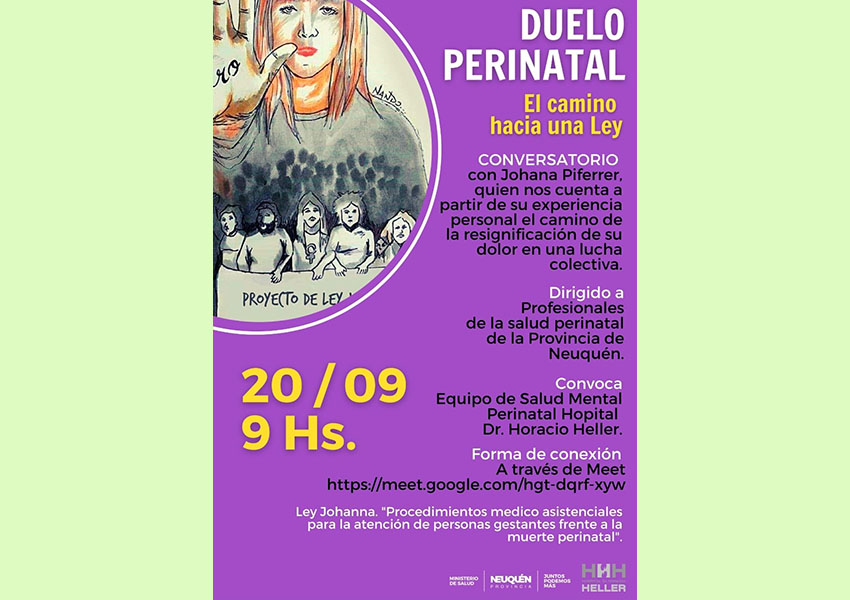 DUELO
PERINATAL
El camino
hacia una Ley
CONVERSATORIO
con Johana Piferrer,
quien nos cuenta a
partir de su experiencia
personal el camino de
la resignificación de su
dolor en una lucha
colectiva.
Dirigido a
Profesionales
de la salud perinatal
de la Provincia de
Neuquén.
Convoca
Equipo de Salud Mental
Perinatal Hopital
Dr. Horacio Heller.
Forma de conexión
A través de Meet
https://meet.google.com/hgt-dqrf-xyw
Ley Johanna. "Procedimientos medico asistenciales
para la atención de personas gestantes frente a la
muerte perinatal".
20 / 09
9 Hs.
ro
NANDO
PROYECTO DE LEY
MINISTERIO
DE SALUD
NEUQUÉN
PROVINCIA
JUNTOS
PODEMOS
MÁS
HHH
HELLER